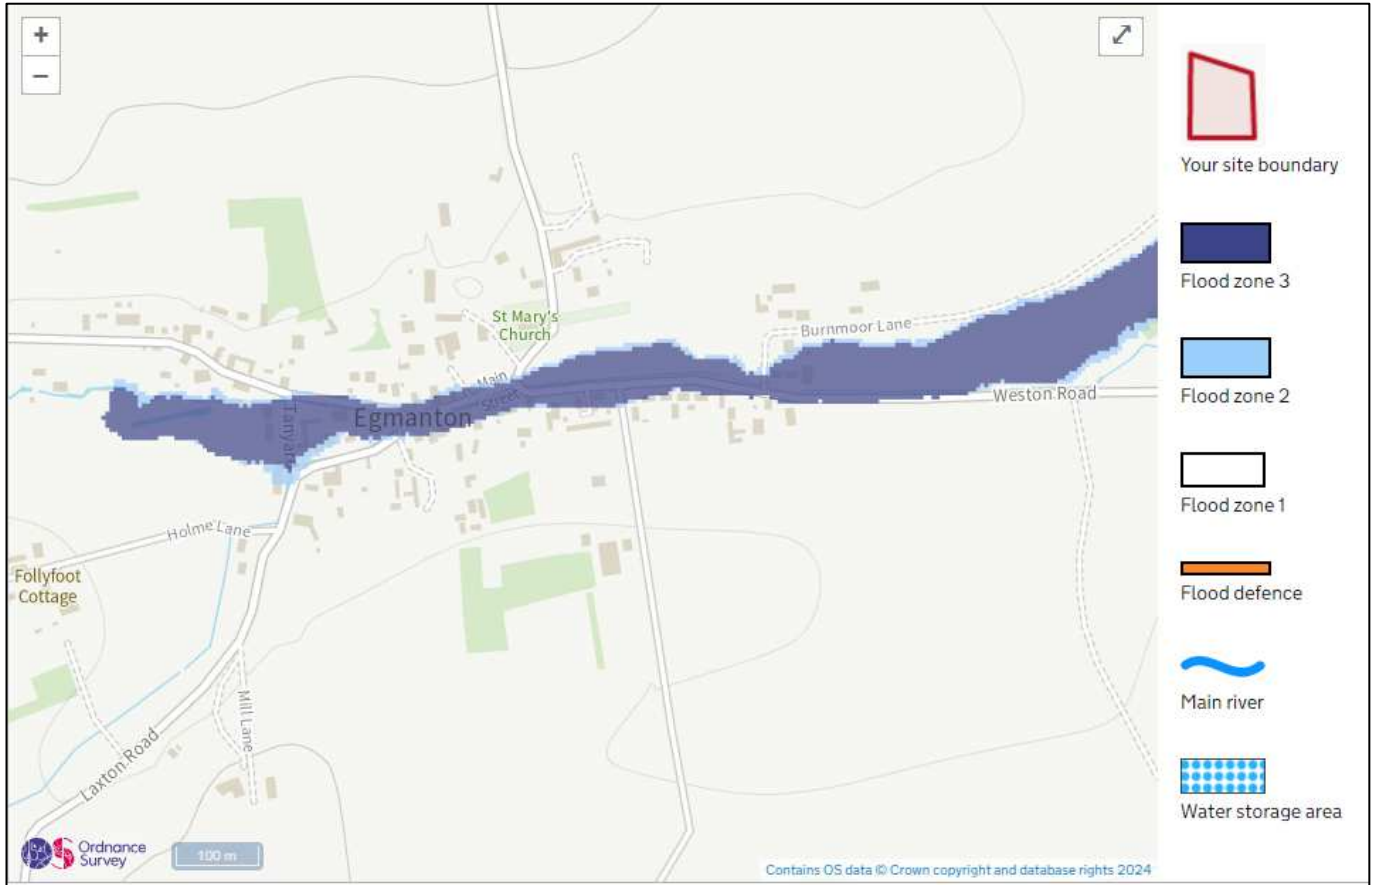 +
−
St Mary's
Church
Burnmoor Lane
Main
Street
Weston Road
Egmanton
Holme Lane
Follyfoot
Cottage
Mill Lane
Laxton Road
Ordnance
Survey
100 m
Contains OS data © Crown copyright and database rights 2024
Your site boundary
Flood zone 3
Flood zone 2
Flood zone 1
Flood defence
Main river
Water storage area